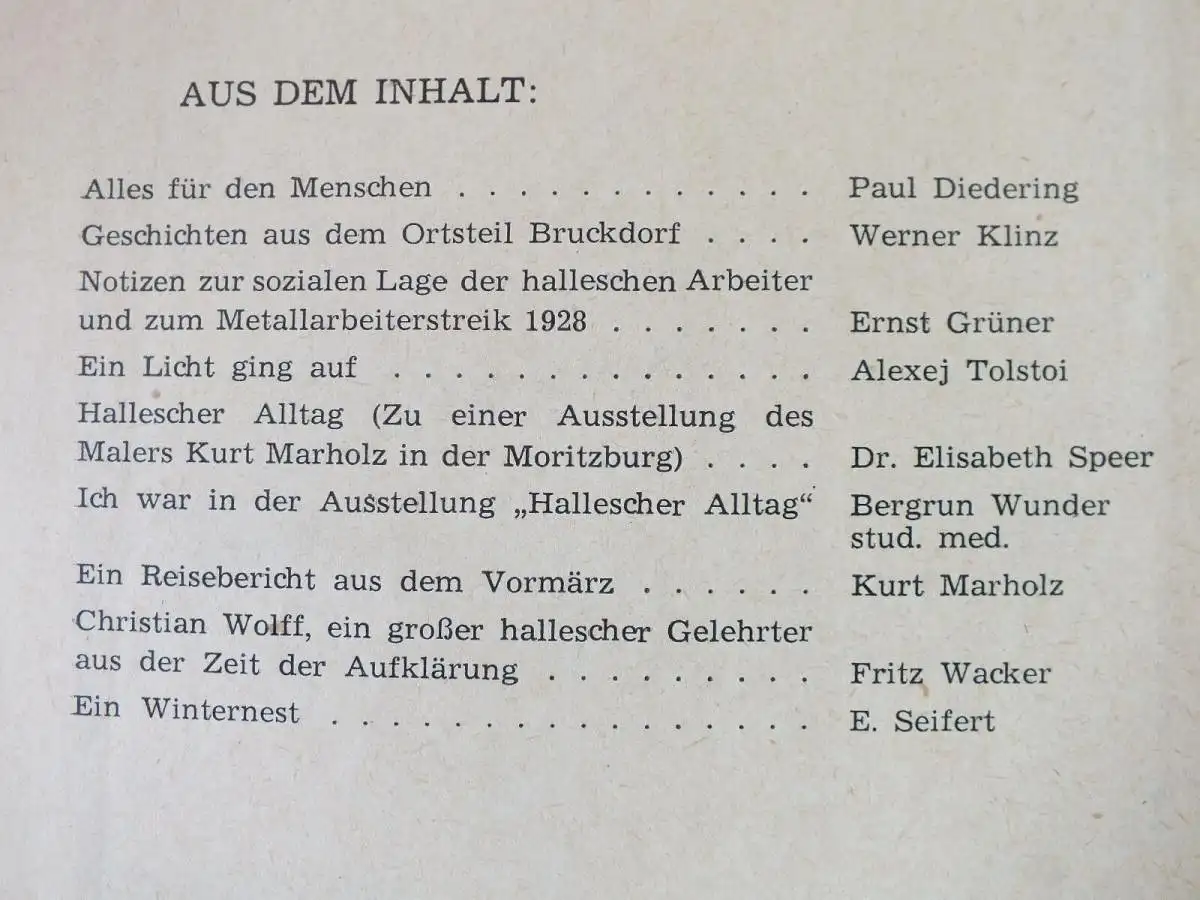 AUS DEM INHALT:
Alles für den Menschen . . . . . . . . . . . . Paul Diedering
Geschichten aus dem Ortsteil Bruckdorf . . . . Werner Klinz
Notizen zur sozialen Lage der halleschen Arbeiter
und zum Metallarbeiterstreik 1928 . . . . . . . Ernst Grüner
Ein Licht ging auf . . . . . . . . . . . . . . Alexej Tolstoi
Hallescher Alltag (Zu einer Ausstellung des
Malers Kurt Marholz in der Moritzburg) . . . . Dr. Elisabeth Speer
Ich war in der Ausstellung „Hallescher Alltag“ Bergrun Wunder
stud. med.
Ein Reisebericht aus dem Vormärz . . . . . . Kurt Marholz
Christian Wolff, ein großer hallescher Gelehrter
aus der Zeit der Aufklärung . . . . . . . . . Fritz Wacker
Ein Winternest . . . . . . . . . . . . . . . . E. Seifert